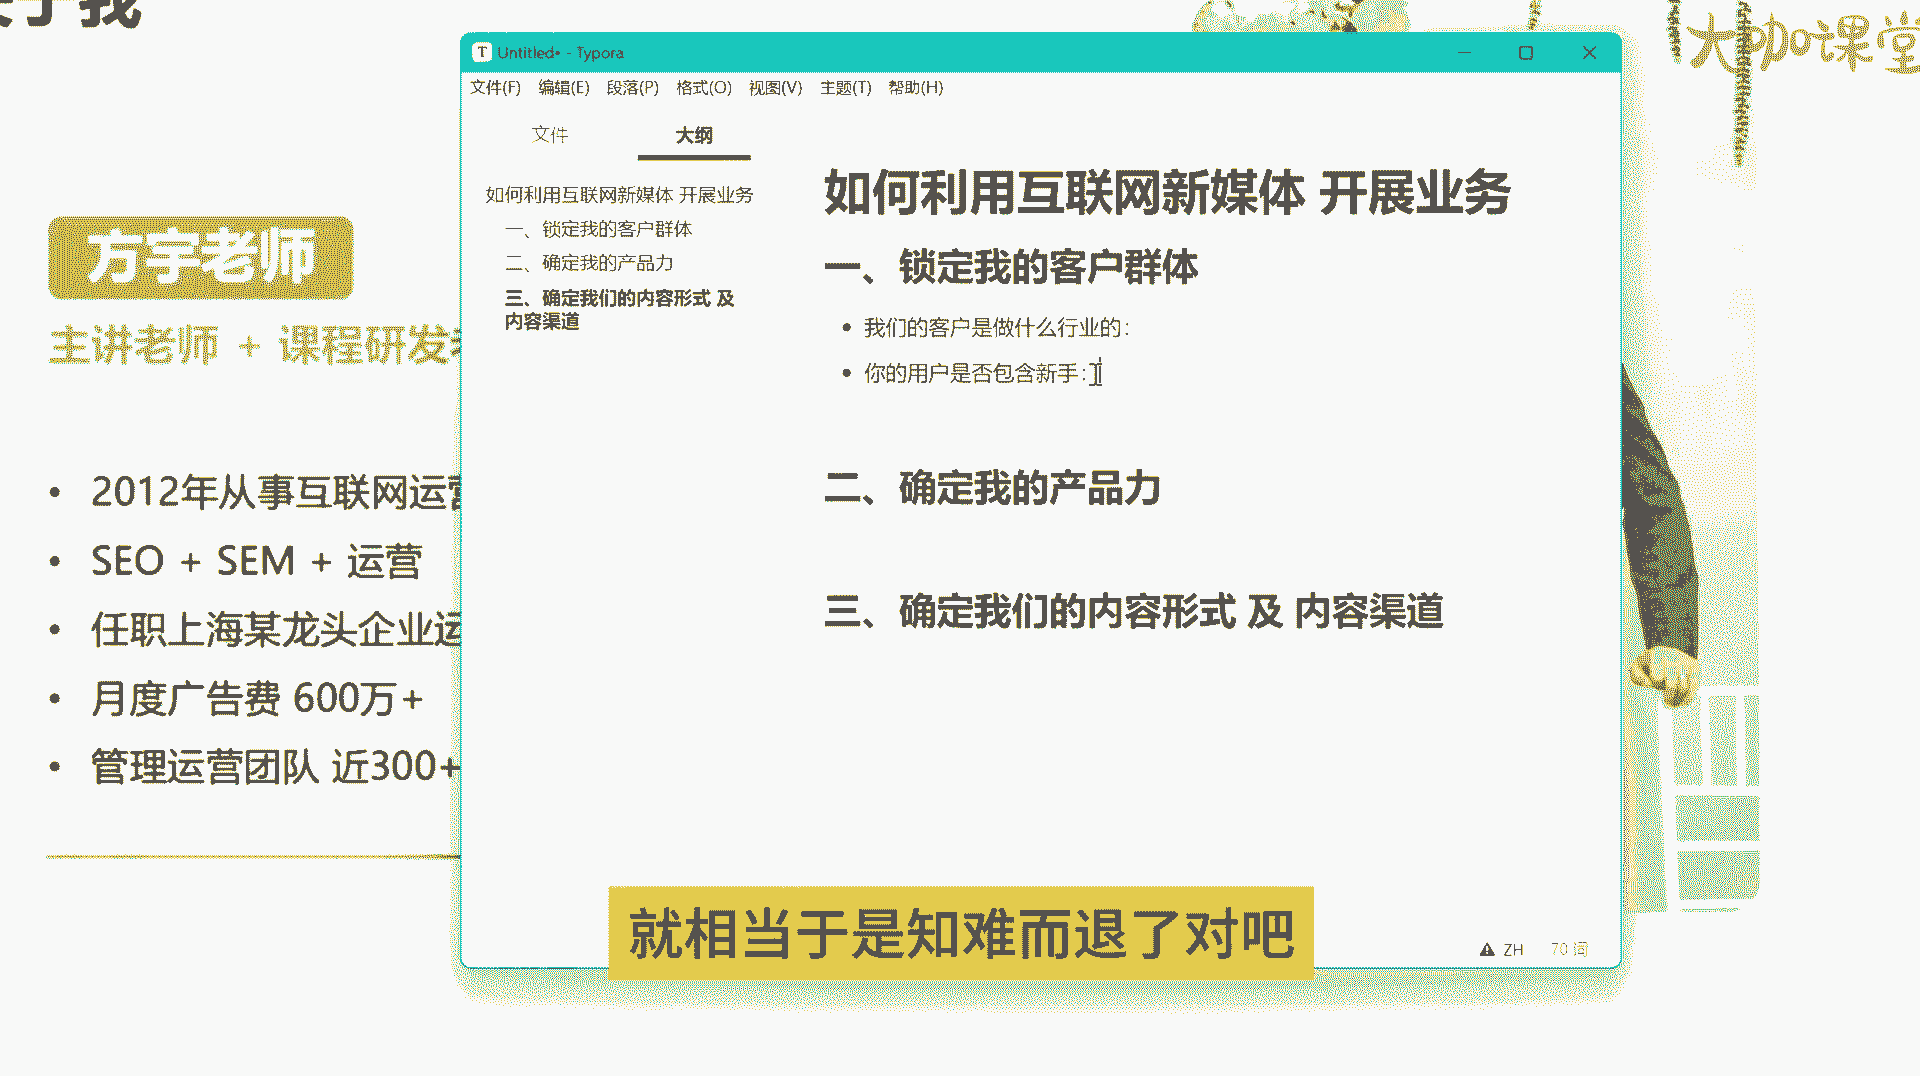 于我
大咖课堂
方宇老师
主讲老师 + 课程研发
2012年从事互联网运营
SEO + SEM + 运营
任职上海某龙头企业运
月度广告费 600万+
管理运营团队 近300+
Untitled• - Typora
文件(F) 编辑(E) 段落(P) 格式(O) 视图(V) 主题(T) 帮助(H)
文件 大纲
如何利用互联网新媒体 开展业务
一、锁定我的客户群体
二、确定我的产品力
三、确定我们的内容形式 及
内容渠道
如何利用互联网新媒体 开展业务
一、锁定我的客户群体
我们的客户是做什么行业的：
你的用户是否包含新手：
二、确定我的产品力
三、确定我们的内容形式 及 内容渠道
ZH 70 词
就相当于是知难而退了对吧